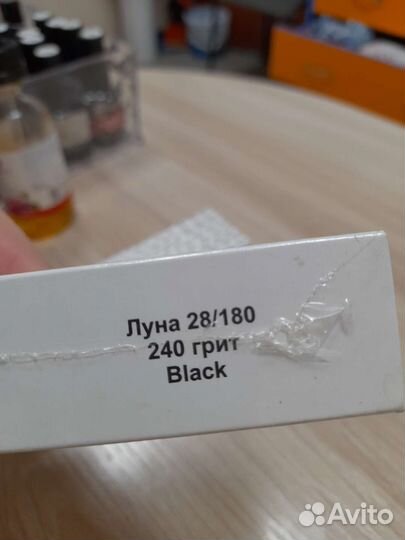 Луна 28/180
240 грит
Black
Avito